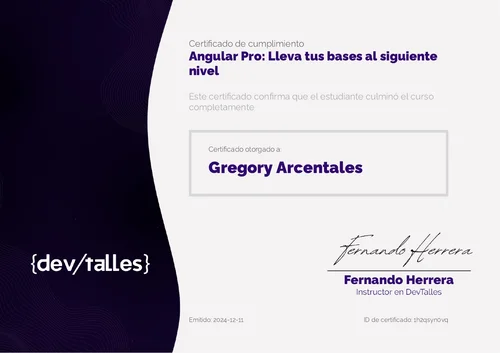 Certificado de cumplimiento
Angular Pro: Lleva tus bases al siguiente
nivel
Este certificado confirma que el estudiante culminó el curso
completamente
Certificado otorgado a:
Gregory Arcentales
{dev/talles}
Fernando Herrera
Fernando Herrera
Instructor en DevTalles
Emitido: 2024-12-11
ID de certificado: